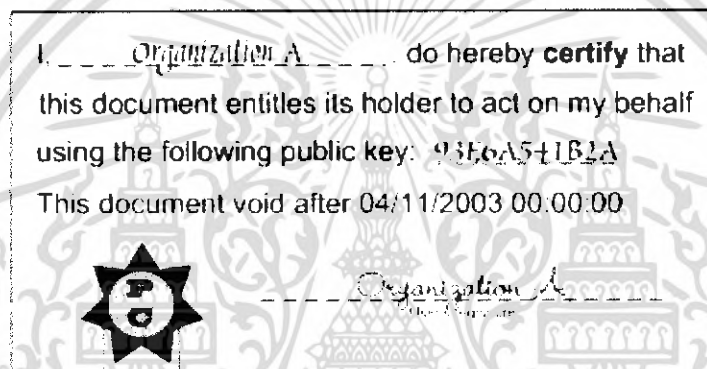 I, Organization A do hereby certify that
this document entitles its holder to act on my behalf
using the following public key: 93E6A541B2A
This document void after 04/11/2003 00:00:00
Organization A
P
C